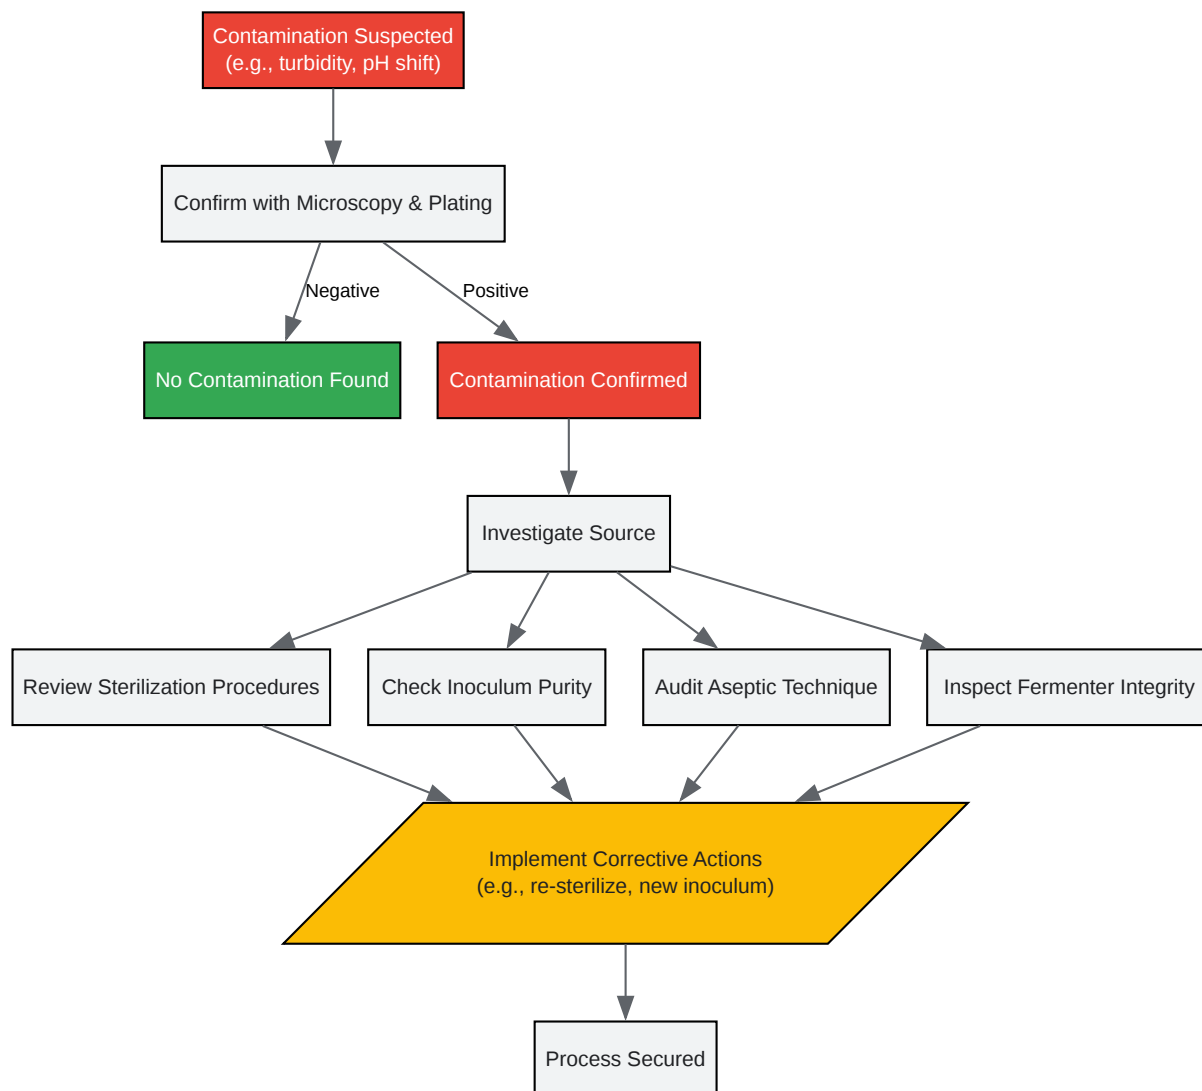 Contamination Suspected
(e.g., turbidity, pH shift)
Confirm with Microscopy & Plating
Negative
Positive
No Contamination Found
Contamination Confirmed
Investigate Source
Review Sterilization Procedures
Check Inoculum Purity
Audit Aseptic Technique
Inspect Fermenter Integrity
Implement Corrective Actions
(e.g., re-sterilize, new inoculum)
Process Secured